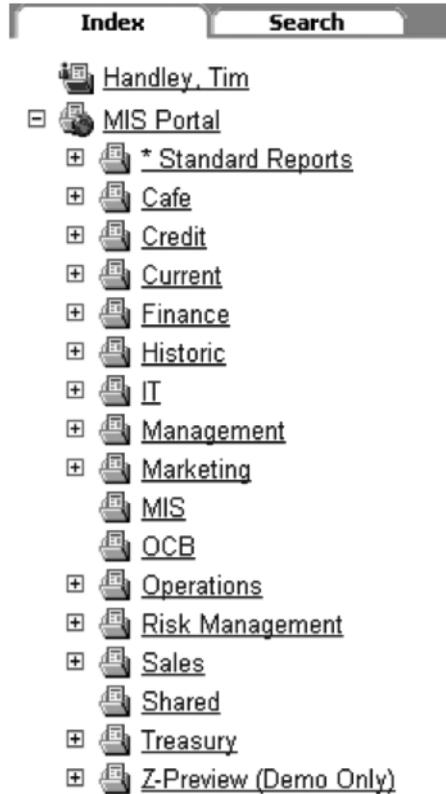 Index Search
Handley, Tim
MIS Portal
* Standard Reports
Cafe
Credit
Current
Finance
Historic
IT
Management
Marketing
MIS
OCB
Operations
Risk Management
Sales
Shared
Treasury
Z-Preview (Demo Only)